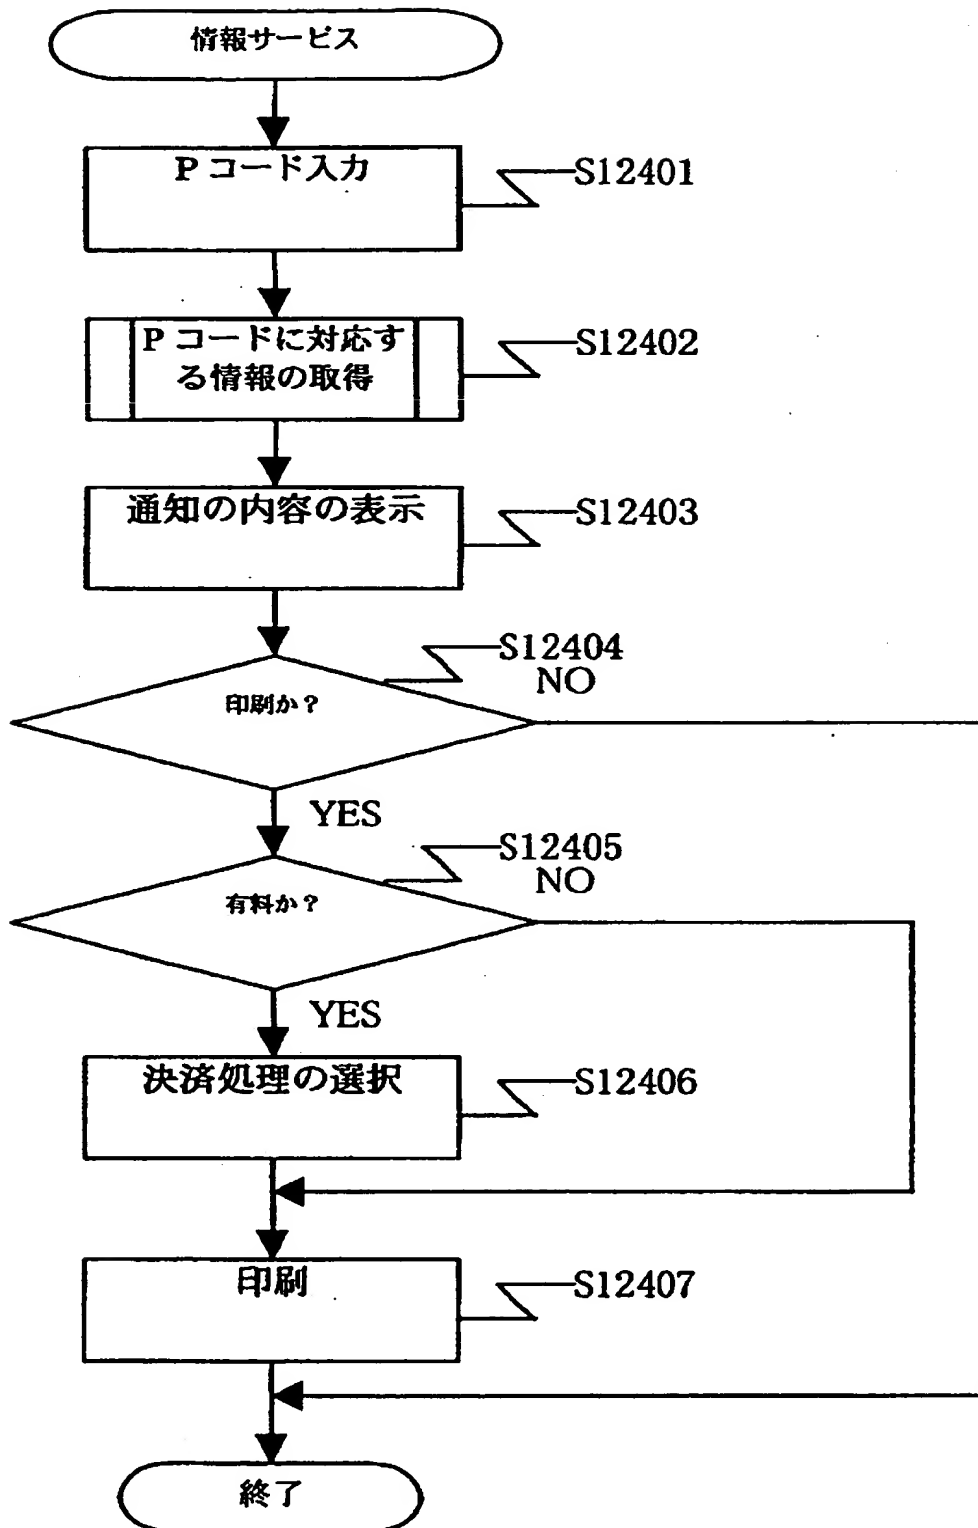 情報サービス
P コード入力
S12401
P コードに対応す
る情報の取得
S12402
通知の内容の表示
S12403
S12404
NO
印刷か？
YES
S12405
NO
有料か？
YES
決済処理の選択
S12406
印刷
S12407
終了